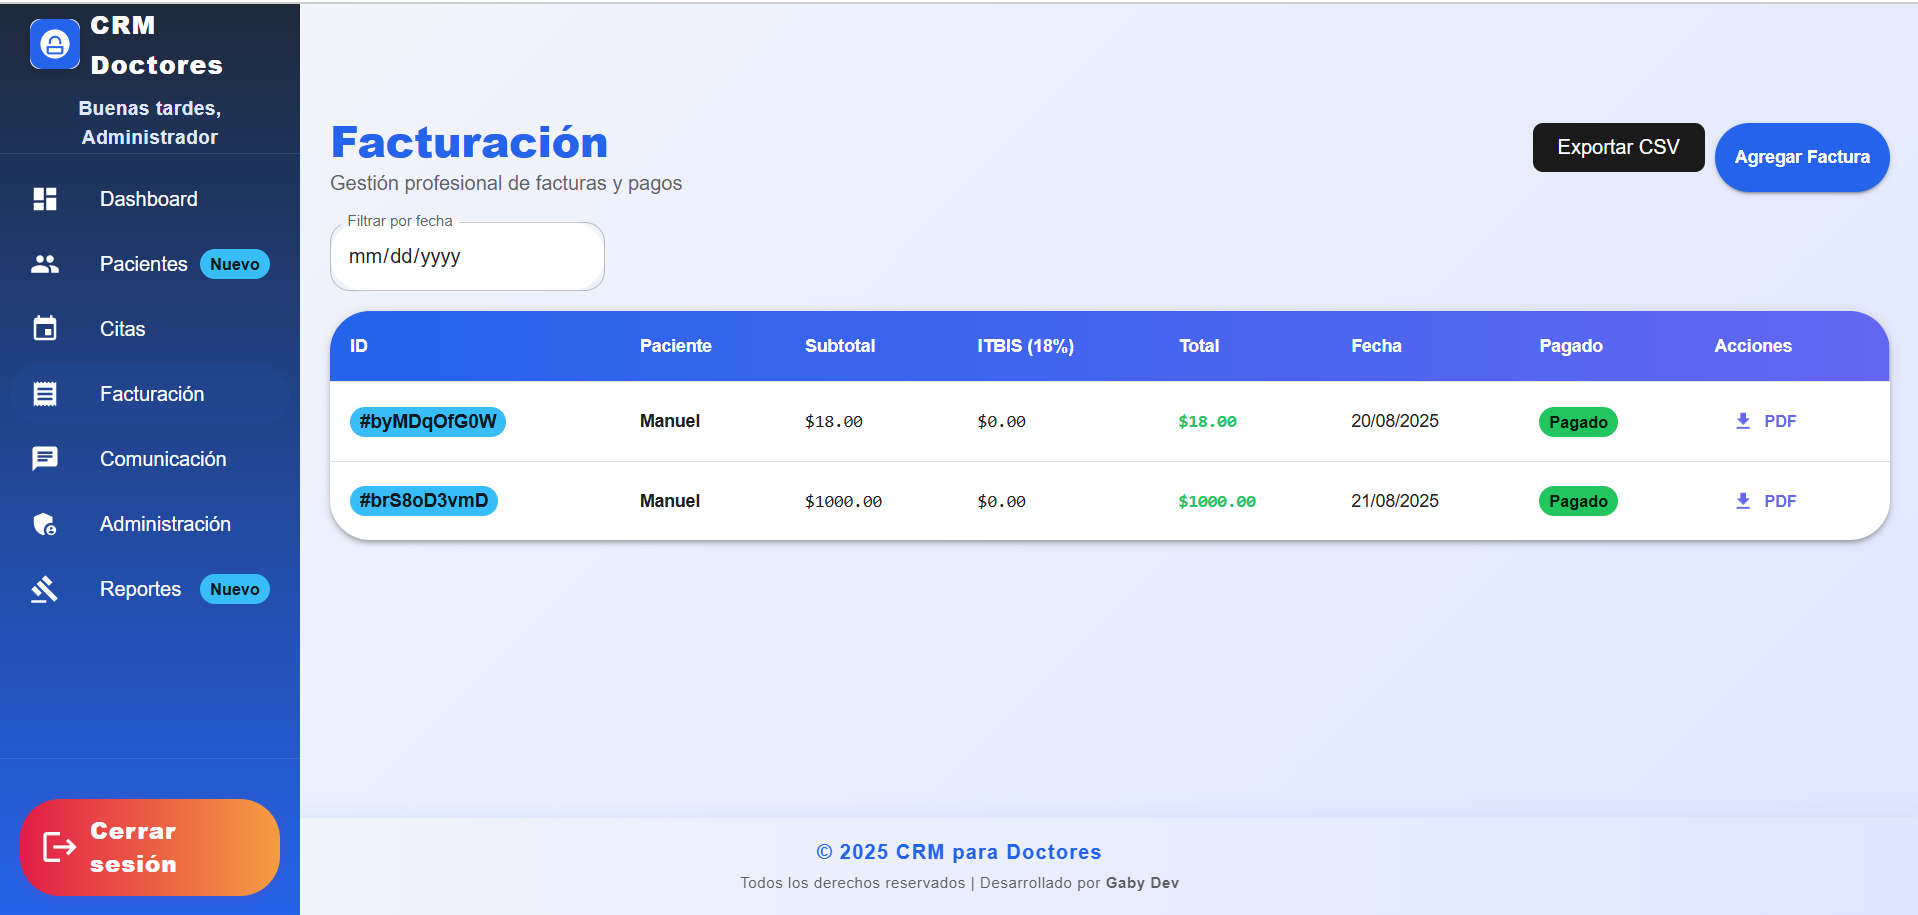 CRM
Doctores
Buenas tardes,
Administrador
Dashboard
Pacientes Nuevo
Citas
Facturación
Comunicación
Administración
Reportes Nuevo
Cerrar
sesión
Facturación
Gestión profesional de facturas y pagos
Exportar CSV
Agregar Factura
Filtrar por fecha
mm/dd/yyyy
ID Paciente Subtotal ITBIS (18%) Total Fecha Pagado Acciones
#byMDqOfG0W Manuel $18.00 $0.00 $18.00 20/08/2025 Pagado PDF
#brS8oD3vmD Manuel $1000.00 $0.00 $1000.00 21/08/2025 Pagado PDF
© 2025 CRM para Doctores
Todos los derechos reservados | Desarrollado por Gaby Dev